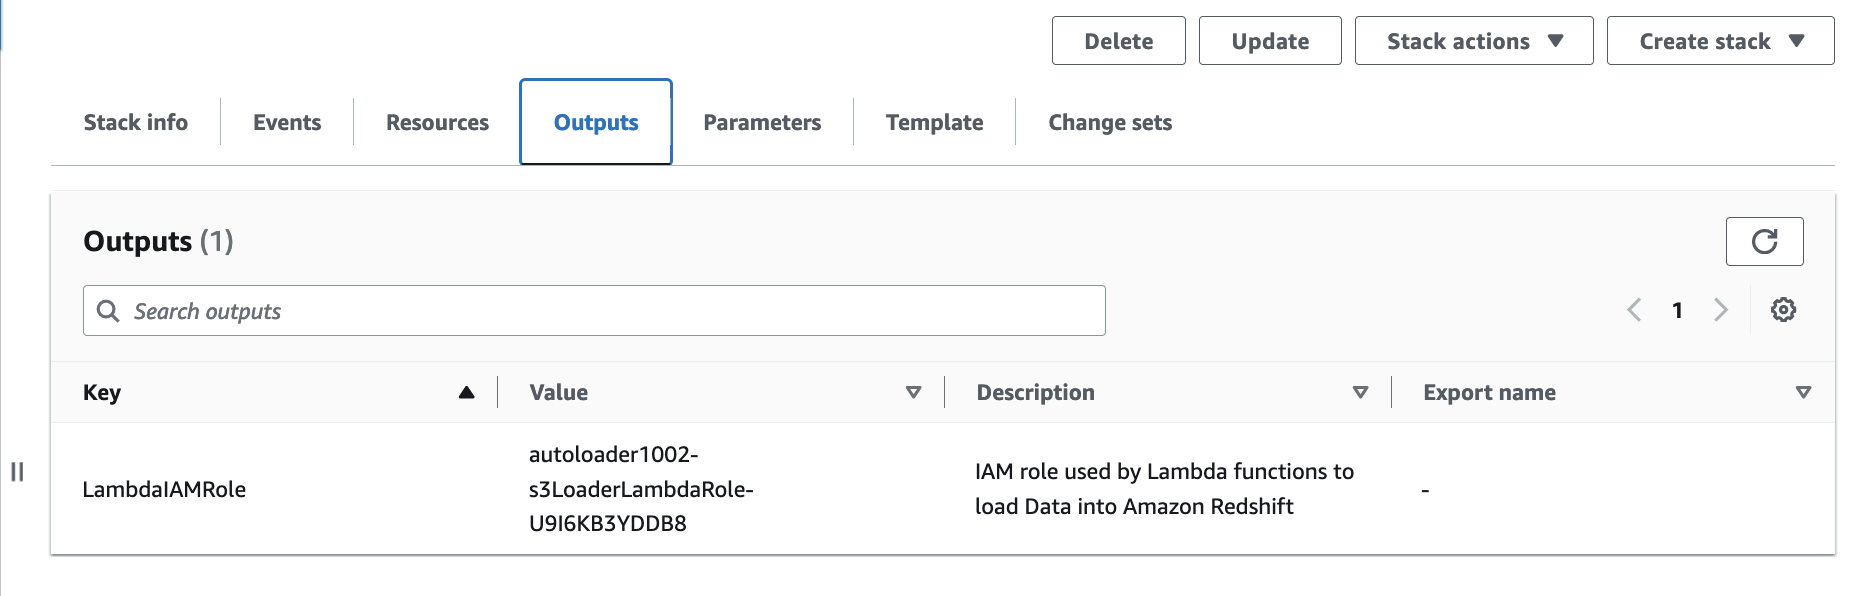 Delete Update Stack actions Create stack
Stack info Events Resources Outputs Parameters Template Change sets
Outputs (1)
Search outputs
1
Key Value Description Export name
LambdaIAMRole
autoloader1002-
s3LoaderLambdaRole-
U9I6KB3YDDB8
IAM role used by Lambda functions to
load Data into Amazon Redshift
-